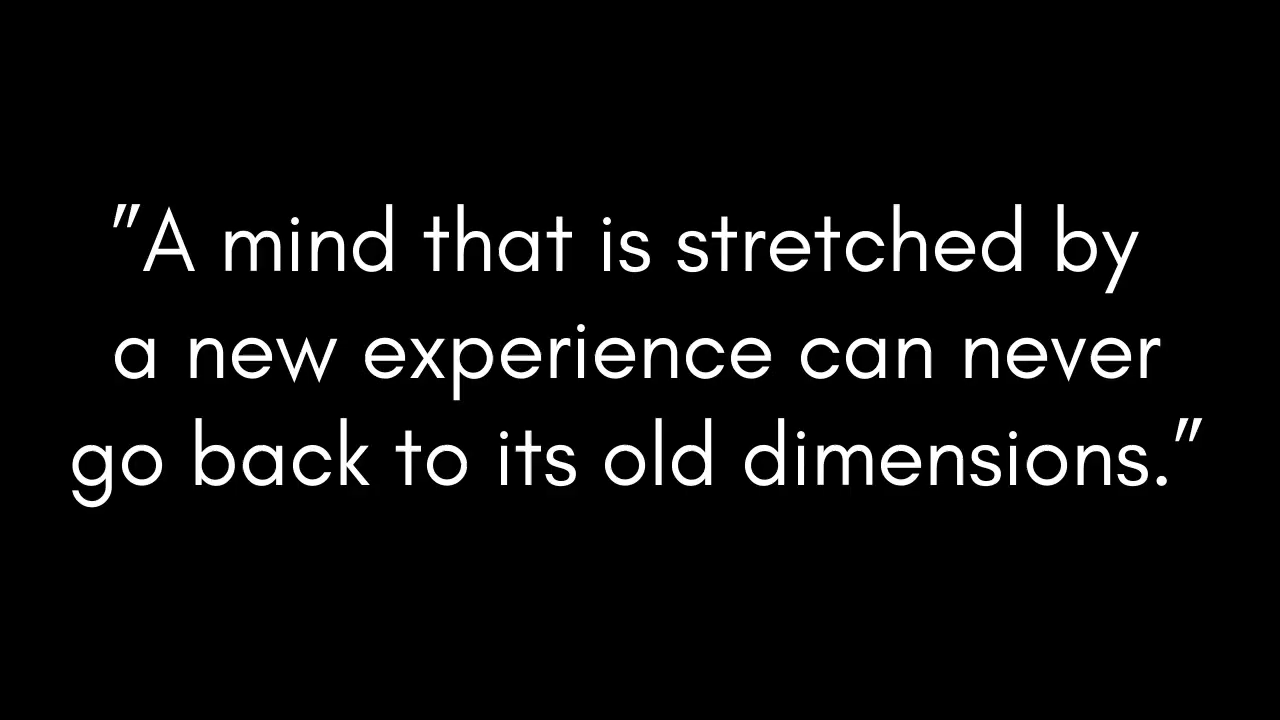 "A mind that is stretched by
a new experience can never
go back to its old dimensions."